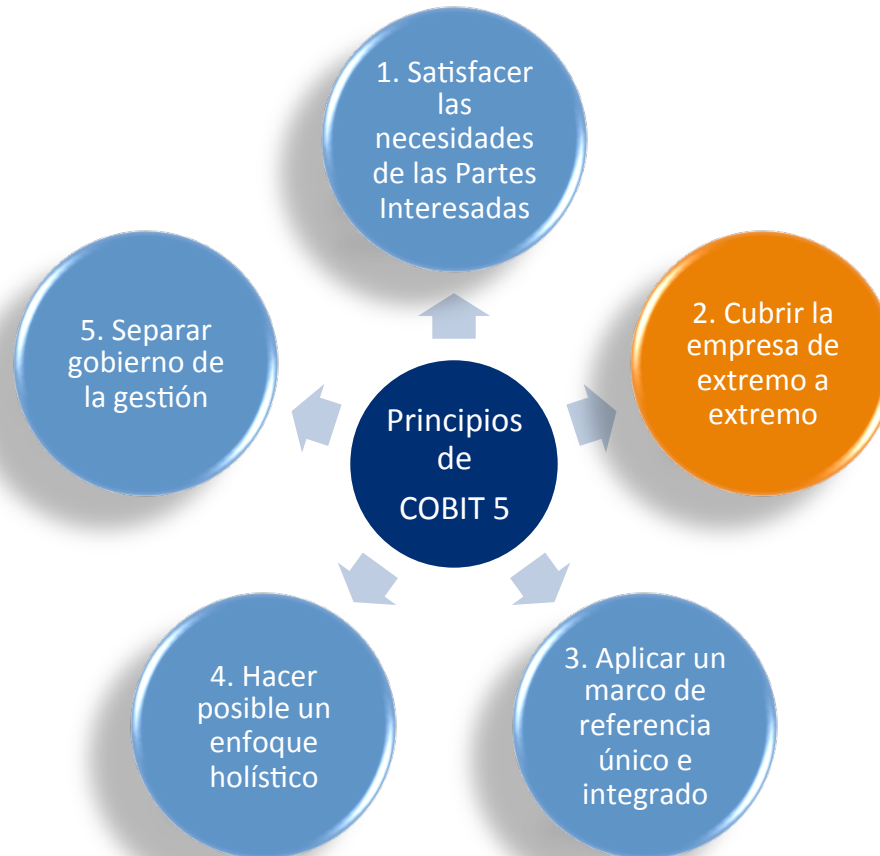 1. Satisfacer
las
necesidades
de las Partes
Interesadas
2. Cubrir la
empresa de
extremo a
extremo
3. Aplicar un
marco de
referencia
único e
integrado
4. Hacer
posible un
enfoque
holístico
5. Separar
gobierno de
la gestión
Principios
de
COBIT 5